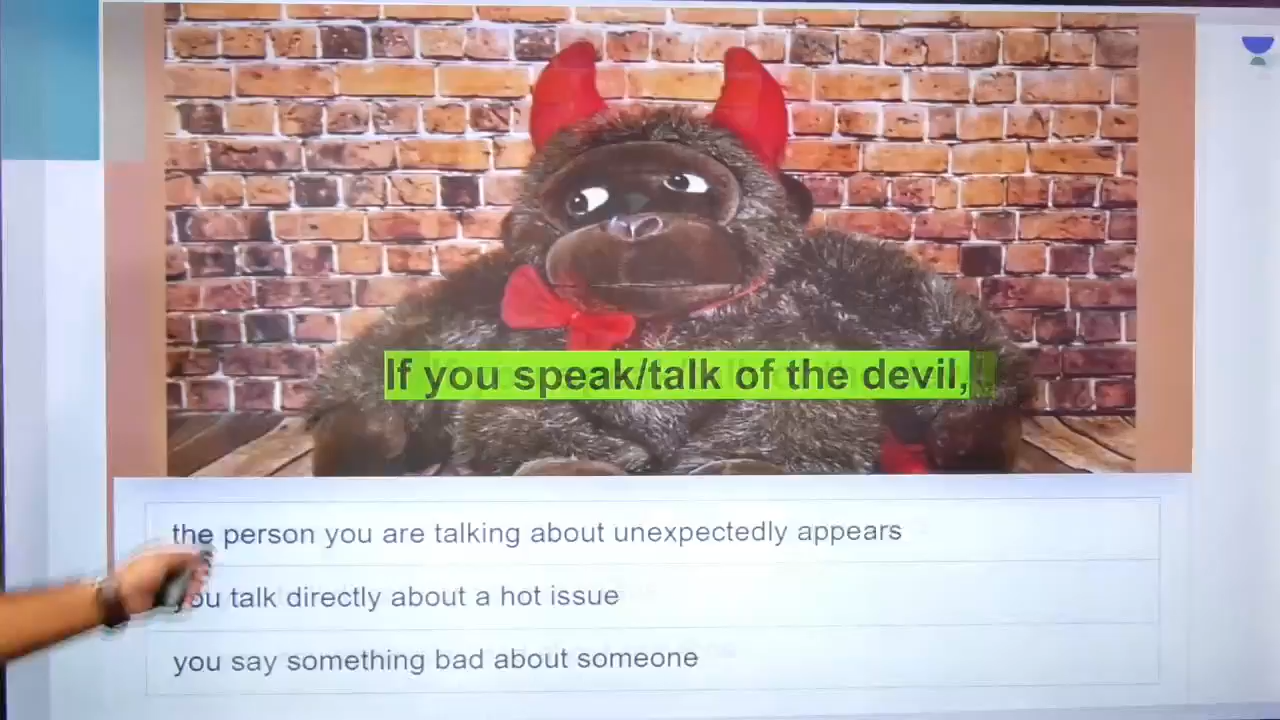 If you speak/talk of the devil,
the person you are talking about unexpectedly appears
you talk directly about a hot issue
you say something bad about someone